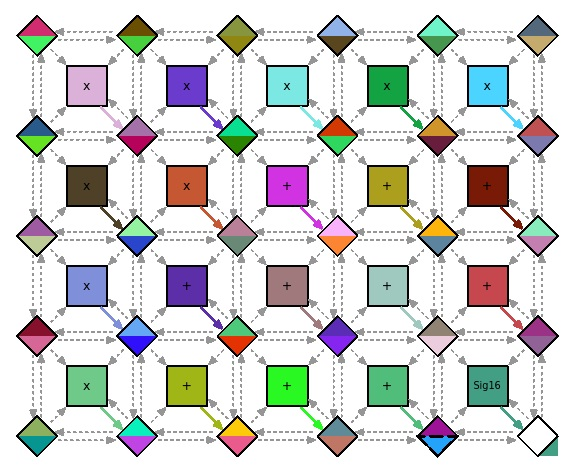 x x x x x
x x + + +
x + + + +
x + + + Sig16